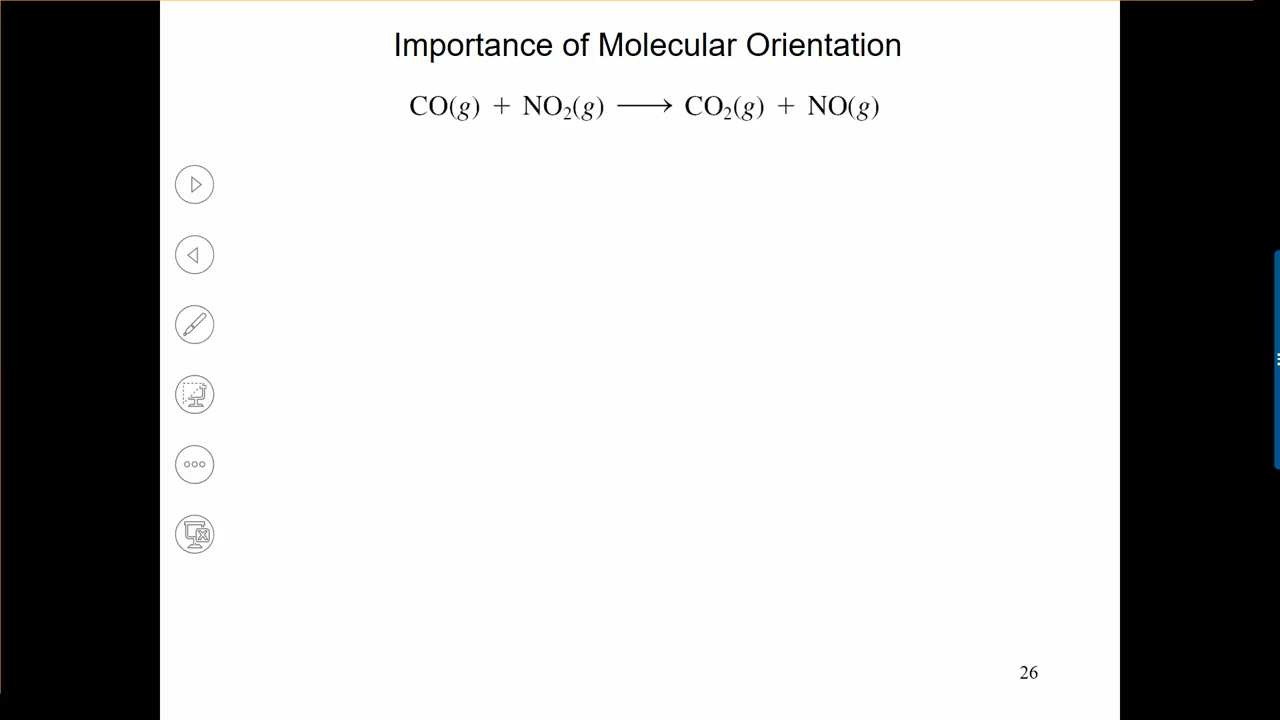 Importance of Molecular Orientation
CO(g) + NO₂(g) ⟶ CO₂(g) + NO(g)
26